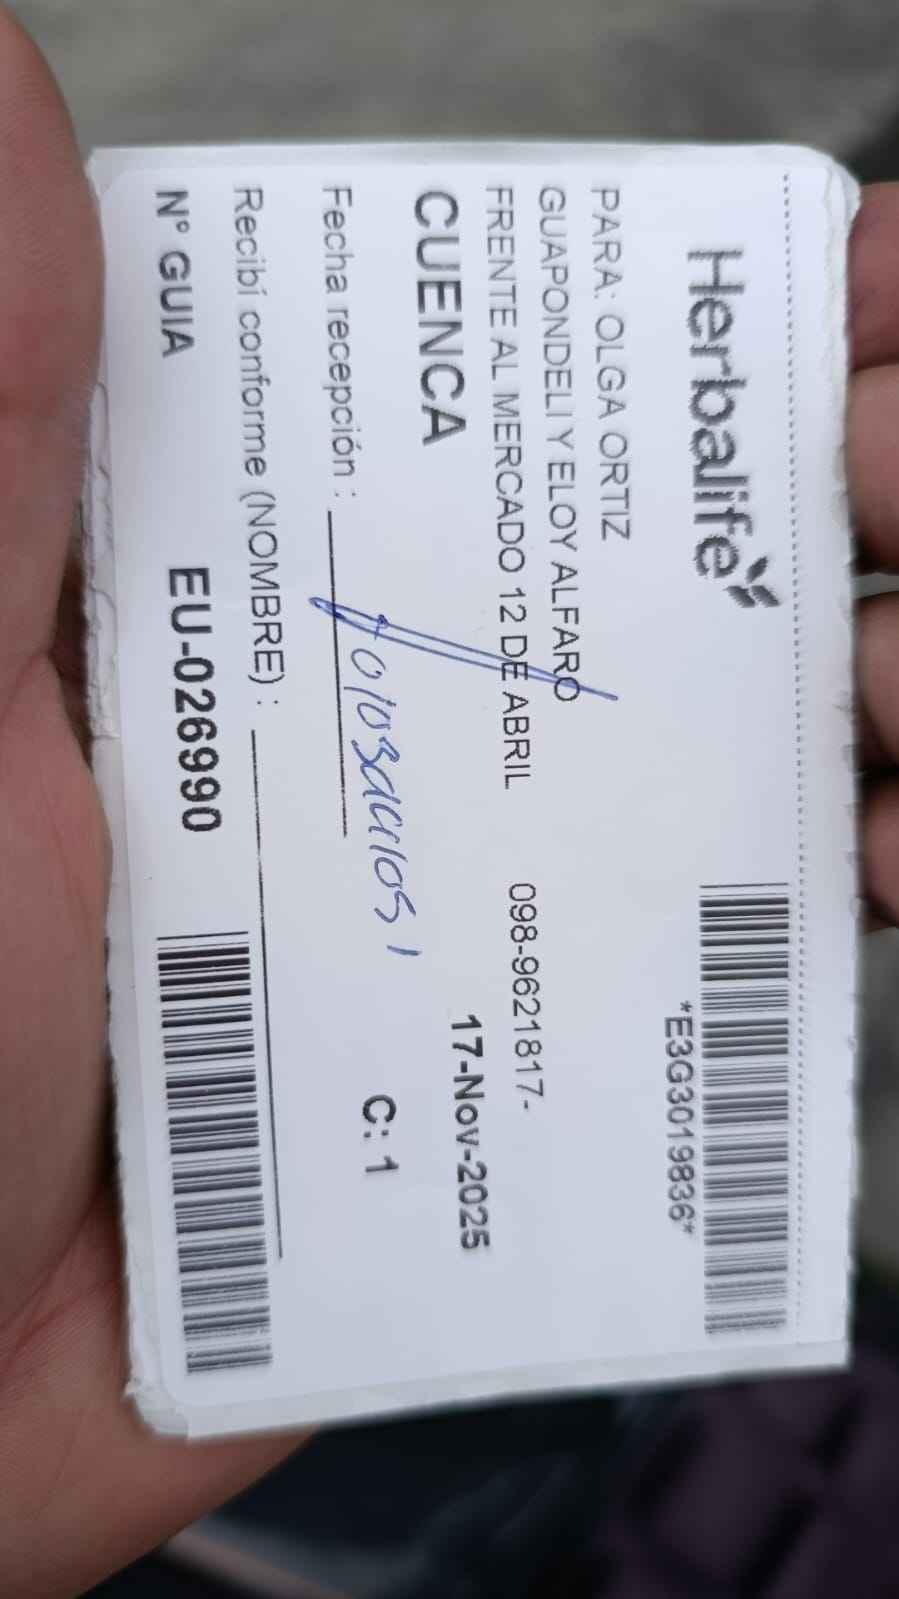 Herbalife
*E3G3019836*
PARA: OLGA ORTIZ
GUAPONDELI Y ELOY ALFARO
FRENTE AL MERCADO 12 DE ABRIL 098-9621817-
CUENCA 17-Nov-2025
Fecha recepción :
C: 1
Recibí conforme (NOMBRE) :
Nº GUIA EU-026990